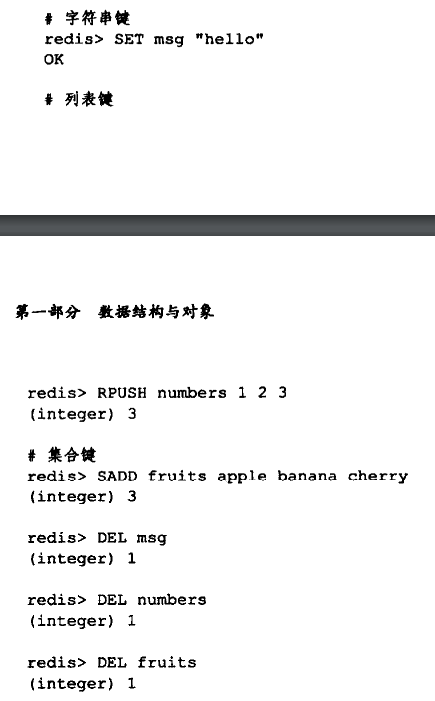 # 字符串键
redis> SET msg "hello"
OK
# 列表键
第一部分 数据结构与对象
redis> RPUSH numbers 1 2 3
(integer) 3
# 集合键
redis> SADD fruits apple banana cherry
(integer) 3
redis> DEL msg
(integer) 1
redis> DEL numbers
(integer) 1
redis> DEL fruits
(integer) 1